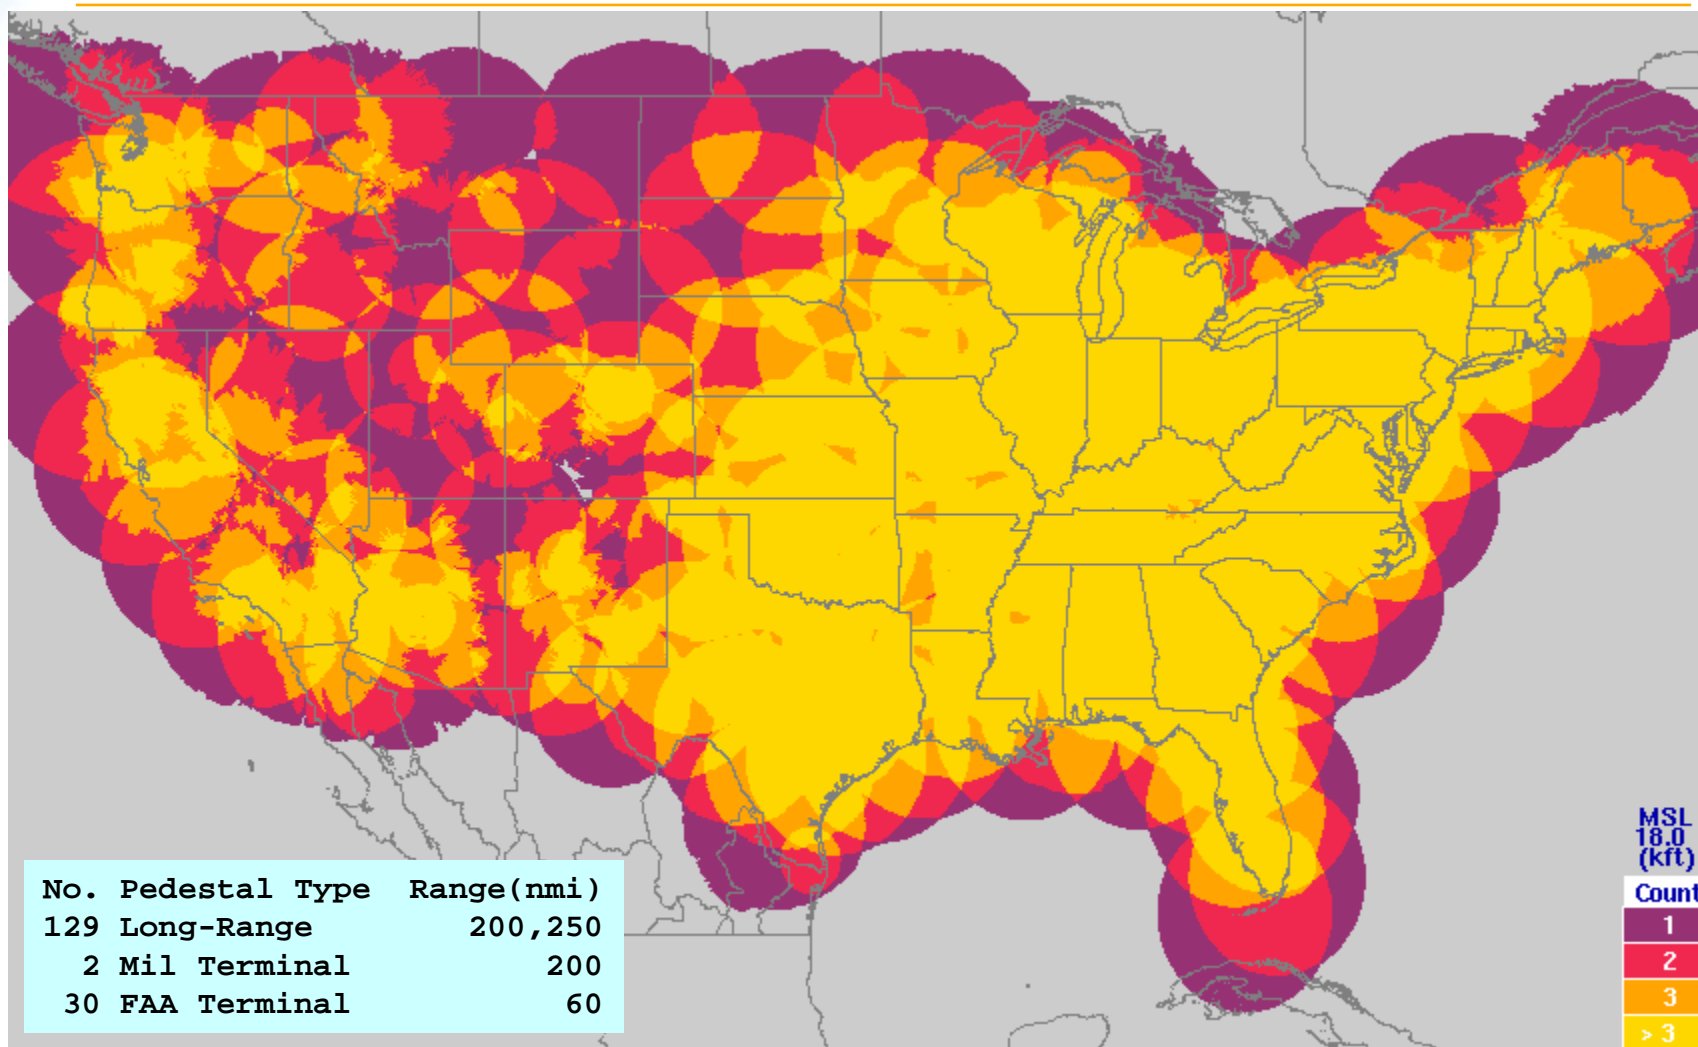 No. Pedestal Type Range(nmi)
129 Long-Range 200,250
2 Mil Terminal 200
30 FAA Terminal 60
MSL
18.0
(kft)
Count
1
2
3
> 3